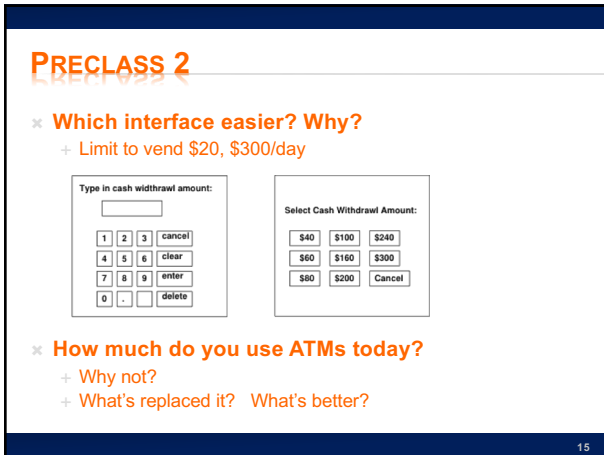 PRECLASS 2
Which interface easier? Why?
Limit to vend $20, $300/day
Type in cash widthrawl amount:
1 2 3 cancel
4 5 6 clear
7 8 9 enter
0 . delete
Select Cash Withdrawl Amount:
$40 $100 $240
$60 $160 $300
$80 $200 Cancel
How much do you use ATMs today?
Why not?
What's replaced it? What's better?
15